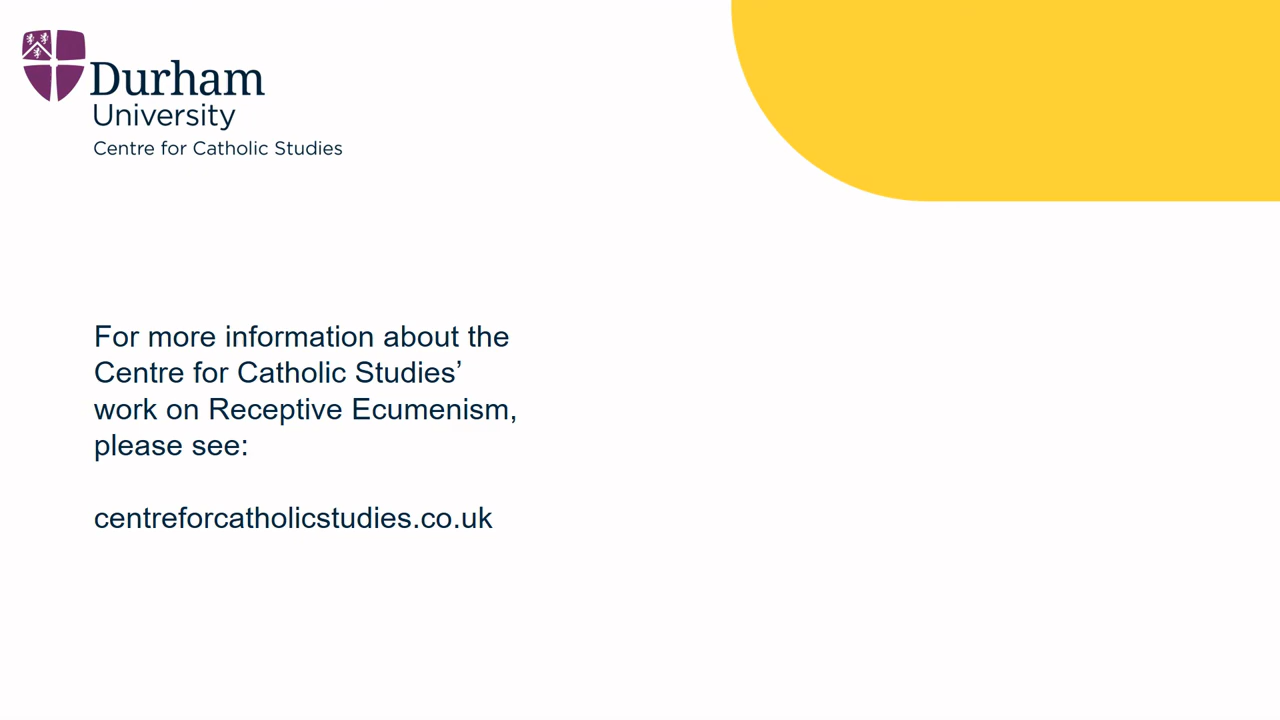 Durham
University
Centre for Catholic Studies
For more information about the
Centre for Catholic Studies’
work on Receptive Ecumenism,
please see:
centreforcatholicstudies.co.uk